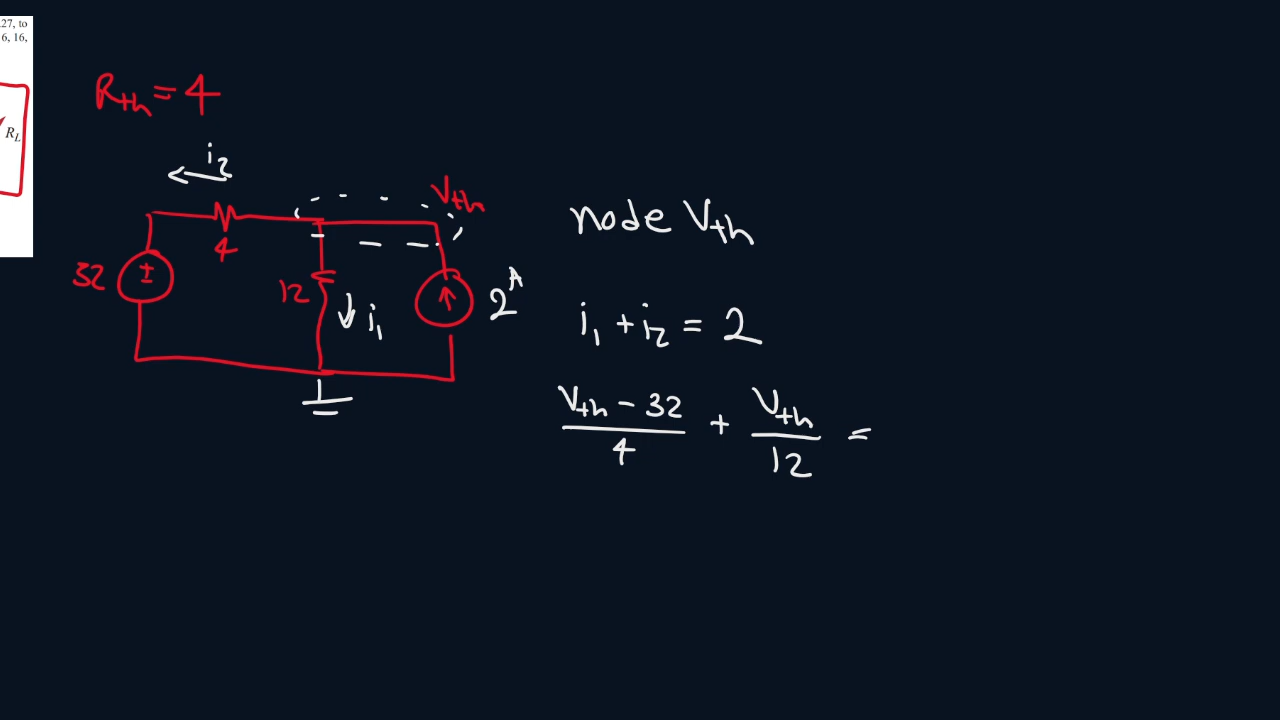 27, to
6, 16,
R_L
R_th = 4
i_2
V_th
4
32 ±
12
i_1
2^A
node V_th
i_1 + i_2 = 2
(V_th - 32)/4 + V_th/12 =